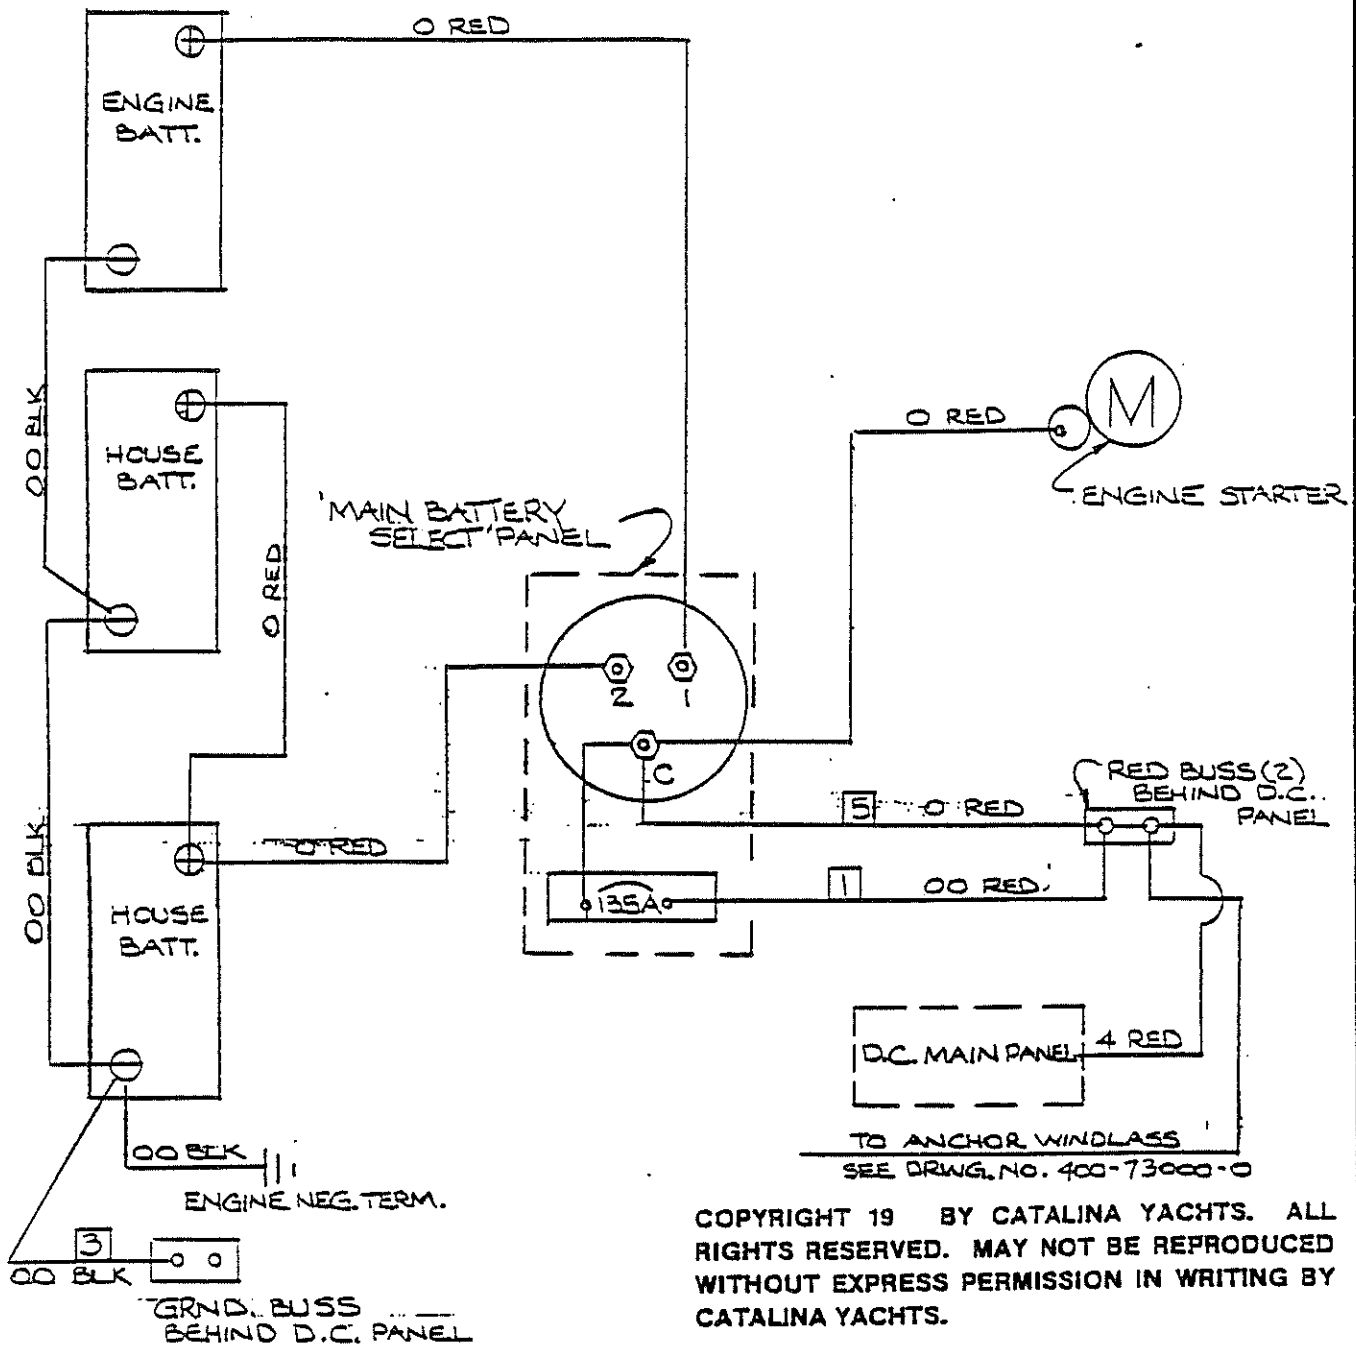 0 RED
ENGINE
BATT.
00 BLK
HOUSE
BATT.
0 RED
M
0 RED
ENGINE STARTER
MAIN BATTERY
SELECT PANEL
2
1
C
RED BUSS (2)
BEHIND D.C.
PANEL
5
0 RED
0 RED
00 BLK
135A
1
00 RED
HOUSE
BATT.
D.C. MAIN PANEL
4 RED
TO ANCHOR WINDLASS
SEE DRWG. NO. 400-73000-0
00 BLK
ENGINE NEG. TERM.
3
00 BLK
GRND. BUSS
BEHIND D.C. PANEL
COPYRIGHT 19 BY CATALINA YACHTS. ALL
RIGHTS RESERVED. MAY NOT BE REPRODUCED
WITHOUT EXPRESS PERMISSION IN WRITING BY
CATALINA YACHTS.